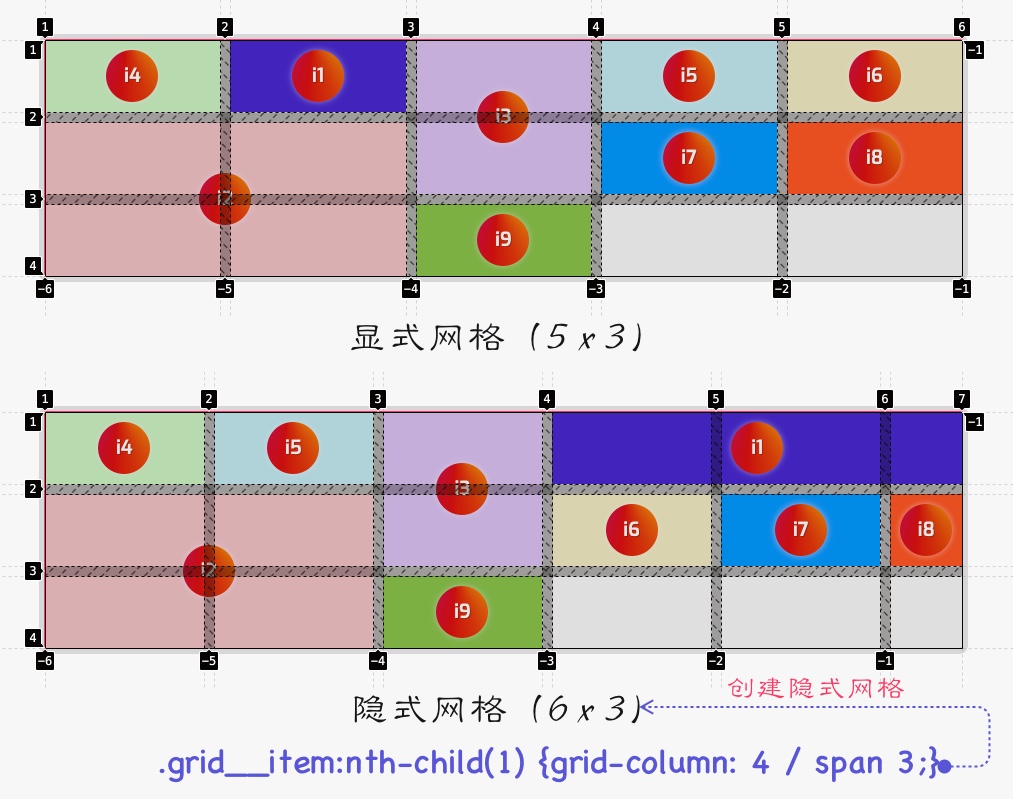 1 2 3 4 5 6
1 -1
i4 i1 i5 i6
i3
2
i7 i8
3 i2
i9
4
-6 -5 -4 -3 -2 -1
显式网格 (5 x 3)
1 2 3 4 5 6 7
1 -1
i4 i5 i1
i3
2
i6 i7 i8
3 i2
i9
4
-6 -5 -4 -3 -2 -1
创建隐式网格
隐式网格 (6 x 3)
.grid__item:nth-child(1) {grid-column: 4 / span 3;}